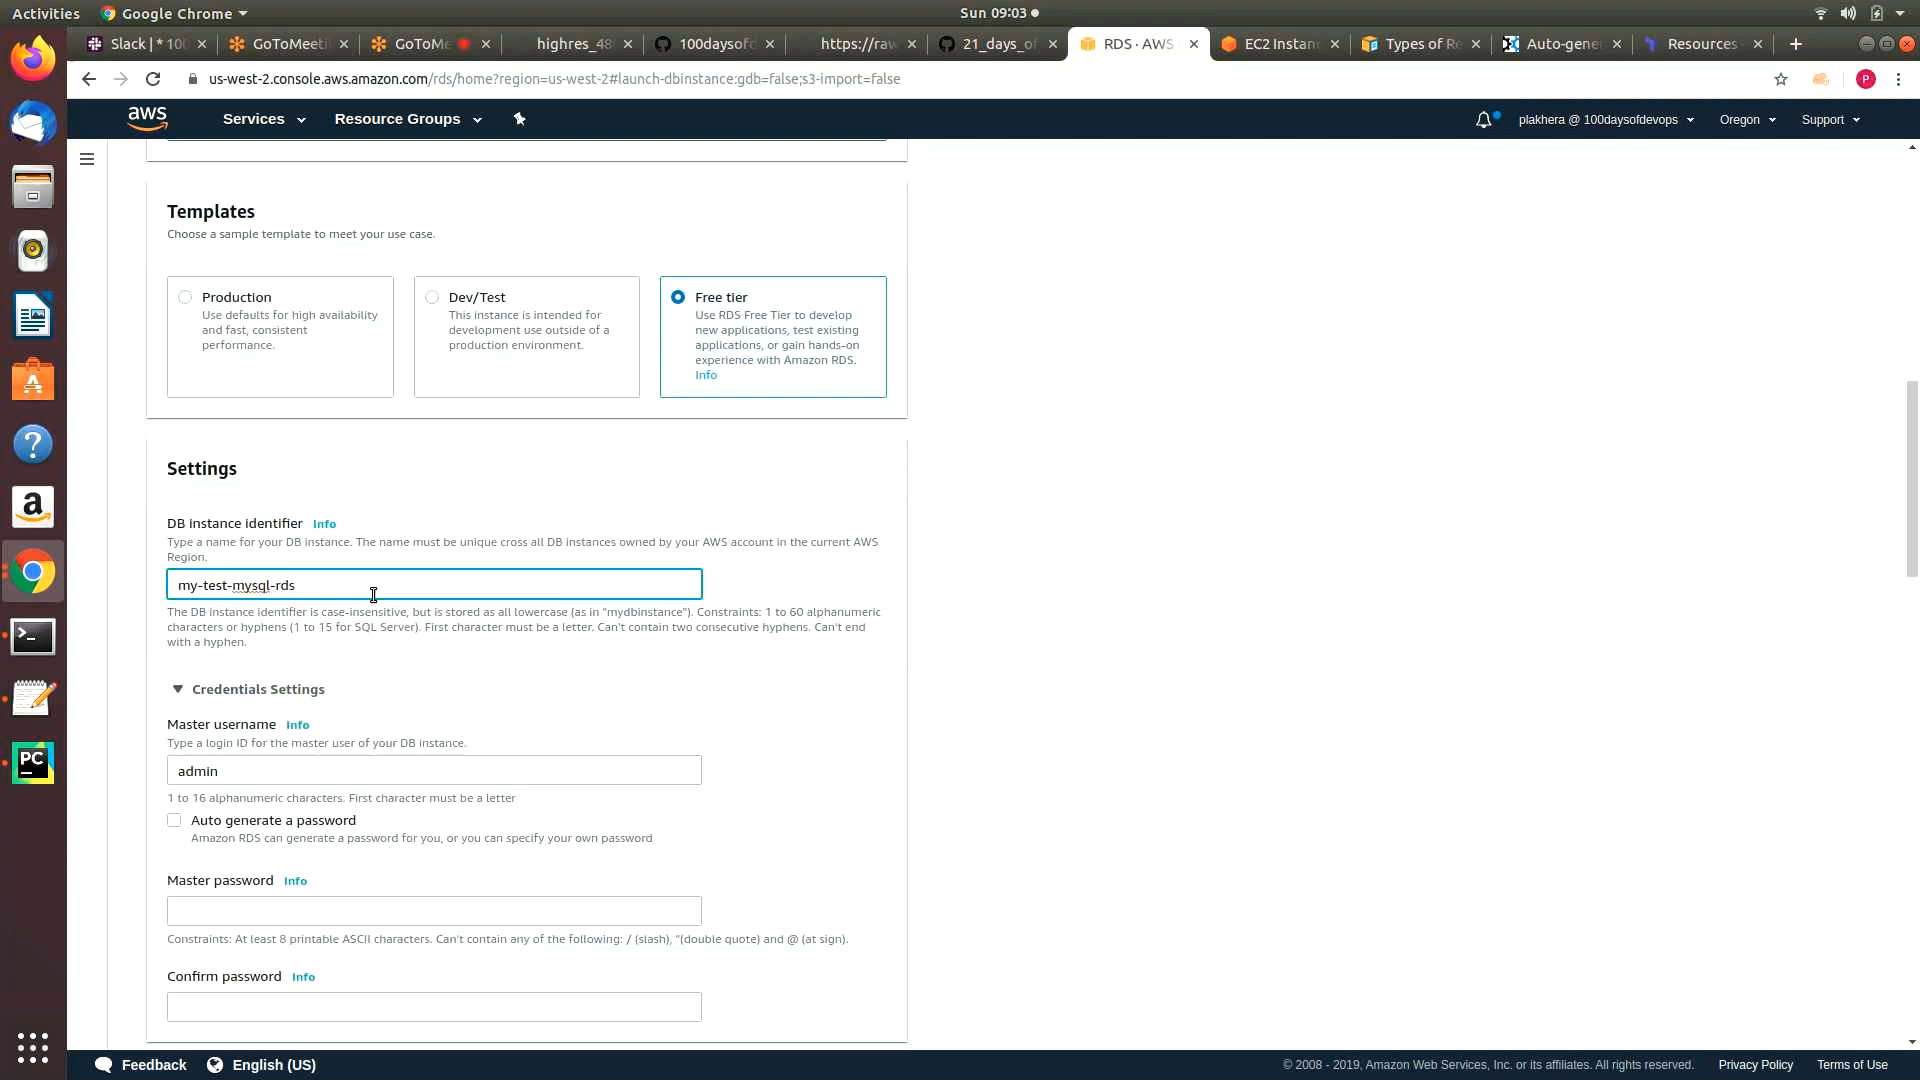 Activities
Google Chrome
Sun 09:03
Slack | * 100
GoToMeeti
GoToMe
highres_48
100daysofd
https://raw
21_days_of
RDS · AWS
EC2 Instan
Types of Re
Auto-gene
Resources
us-west-2.console.aws.amazon.com/rds/home?region=us-west-2#launch-dbinstance:gdb=false;s3-import=false
P
aws
Services
Resource Groups
plakhera @ 100daysofdevops
Oregon
Support
Templates
Choose a sample template to meet your use case.
Production
Use defaults for high availability
and fast, consistent
performance.
Dev/Test
This instance is intended for
development use outside of a
production environment.
Free tier
Use RDS Free Tier to develop
new applications, test existing
applications, or gain hands-on
experience with Amazon RDS.
Info
Settings
DB instance identifier Info
Type a name for your DB instance. The name must be unique cross all DB instances owned by your AWS account in the current AWS
Region.
my-test-mysql-rds
The DB instance identifier is case-insensitive, but is stored as all lowercase (as in "mydbinstance"). Constraints: 1 to 60 alphanumeric
characters or hyphens (1 to 15 for SQL Server). First character must be a letter. Can't contain two consecutive hyphens. Can't end
with a hyphen.
Credentials Settings
Master username Info
Type a login ID for the master user of your DB instance.
admin
1 to 16 alphanumeric characters. First character must be a letter
Auto generate a password
Amazon RDS can generate a password for you, or you can specify your own password
Master password Info
Constraints: At least 8 printable ASCII characters. Can't contain any of the following: / (slash), "(double quote) and @ (at sign).
Confirm password Info
PC
Feedback
English (US)
© 2008 - 2019, Amazon Web Services, Inc. or its affiliates. All rights reserved.
Privacy Policy
Terms of Use